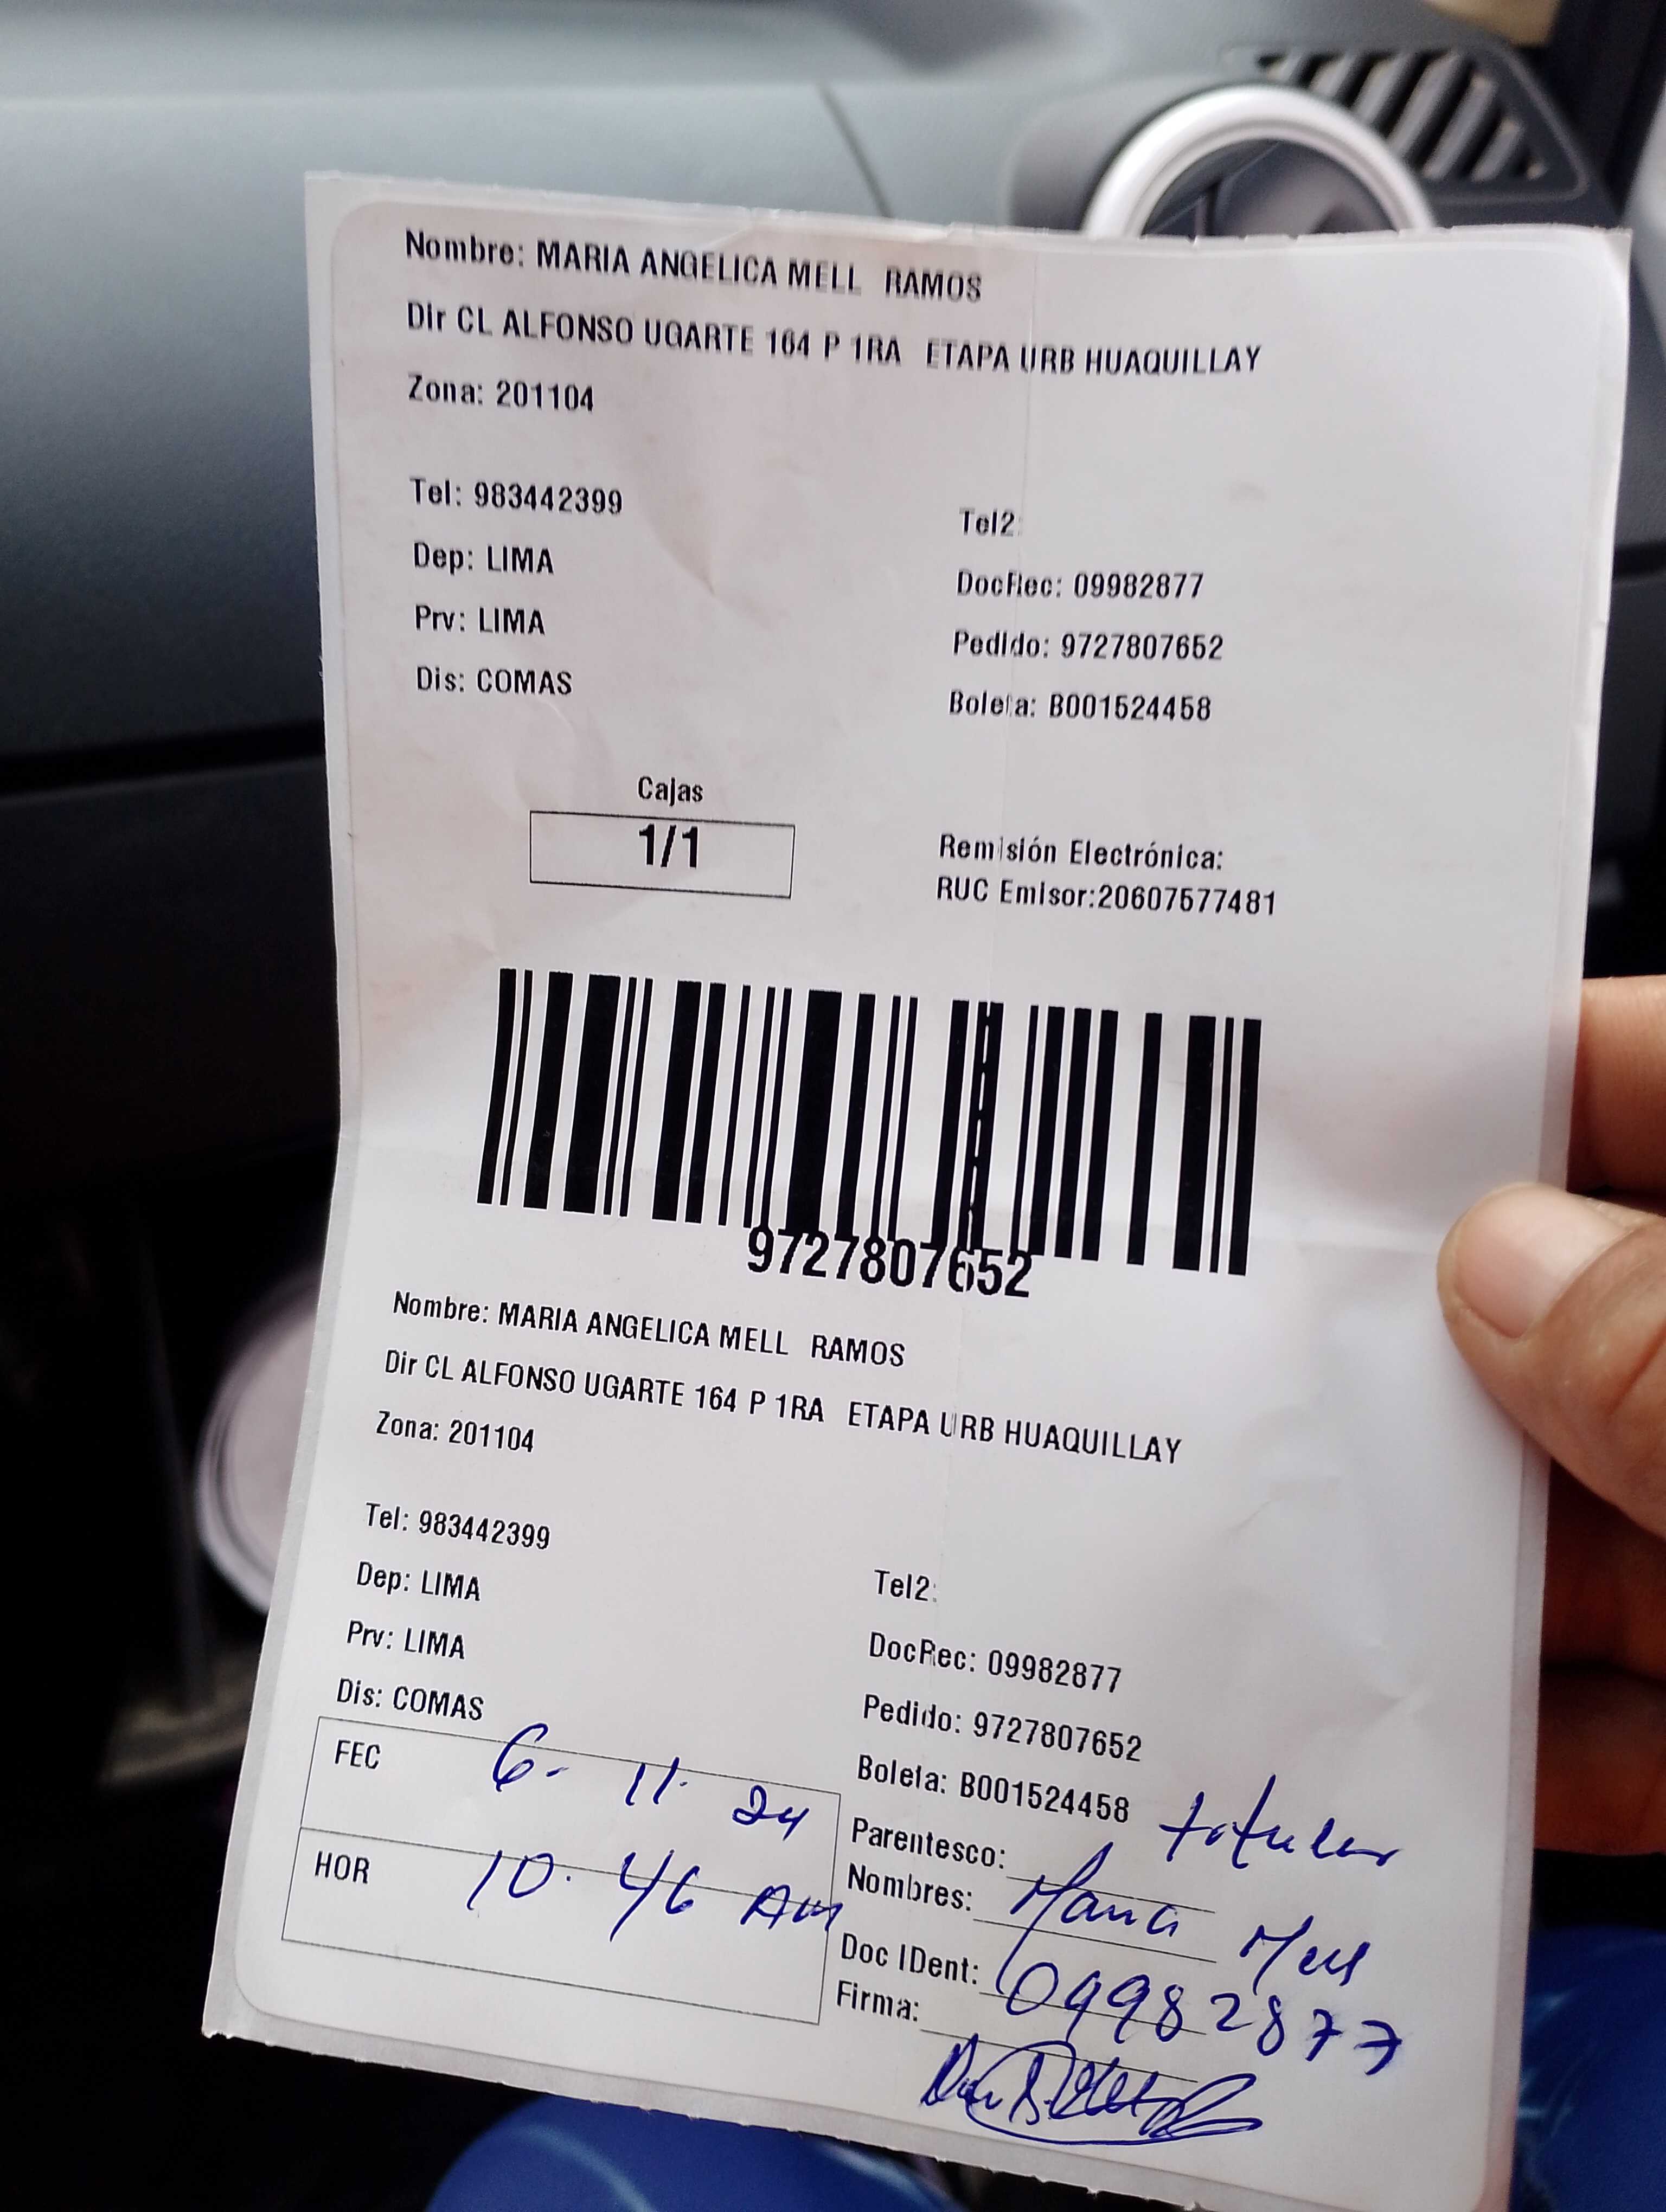 Nombre: MARIA ANGELICA MELL RAMOS
Dir CL ALFONSO UGARTE 164 P 1RA ETAPA URB HUAQUILLAY
Zona: 201104
Tel: 983442399
Tel2:
Dep: LIMA
DocRec: 09982877
Prv: LIMA
Pedido: 9727807652
Dis: COMAS
Boleta: B001524458
Cajas
1/1
Remisión Electrónica:
RUC Emisor:20607577481
9727807652
Nombre: MARIA ANGELICA MELL RAMOS
Dir CL ALFONSO UGARTE 164 P 1RA ETAPA URB HUAQUILLAY
Zona: 201104
Tel: 983442399
Tel2:
Dep: LIMA
DocRec: 09982877
Prv: LIMA
Pedido: 9727807652
Dis: COMAS
Boleta: B001524458
FEC 6- 11. 24
Parentesco: titular
HOR 10. 46 AM
Nombres: Maria Mell
Doc IDent: 09982877
Firma: